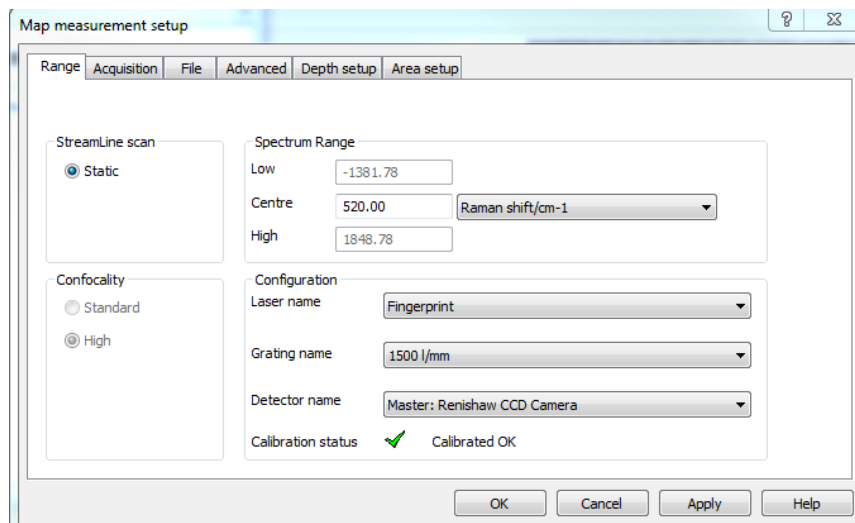 Map measurement setup
Range Acquisition File Advanced Depth setup Area setup
StreamLine scan
Static
Spectrum Range
Low -1381.78
Centre 520.00 Raman shift/cm-1
High 1848.78
Confocality
Standard
High
Configuration
Laser name Fingerprint
Grating name 1500 l/mm
Detector name Master: Renishaw CCD Camera
Calibration status Calibrated OK
OK Cancel Apply Help